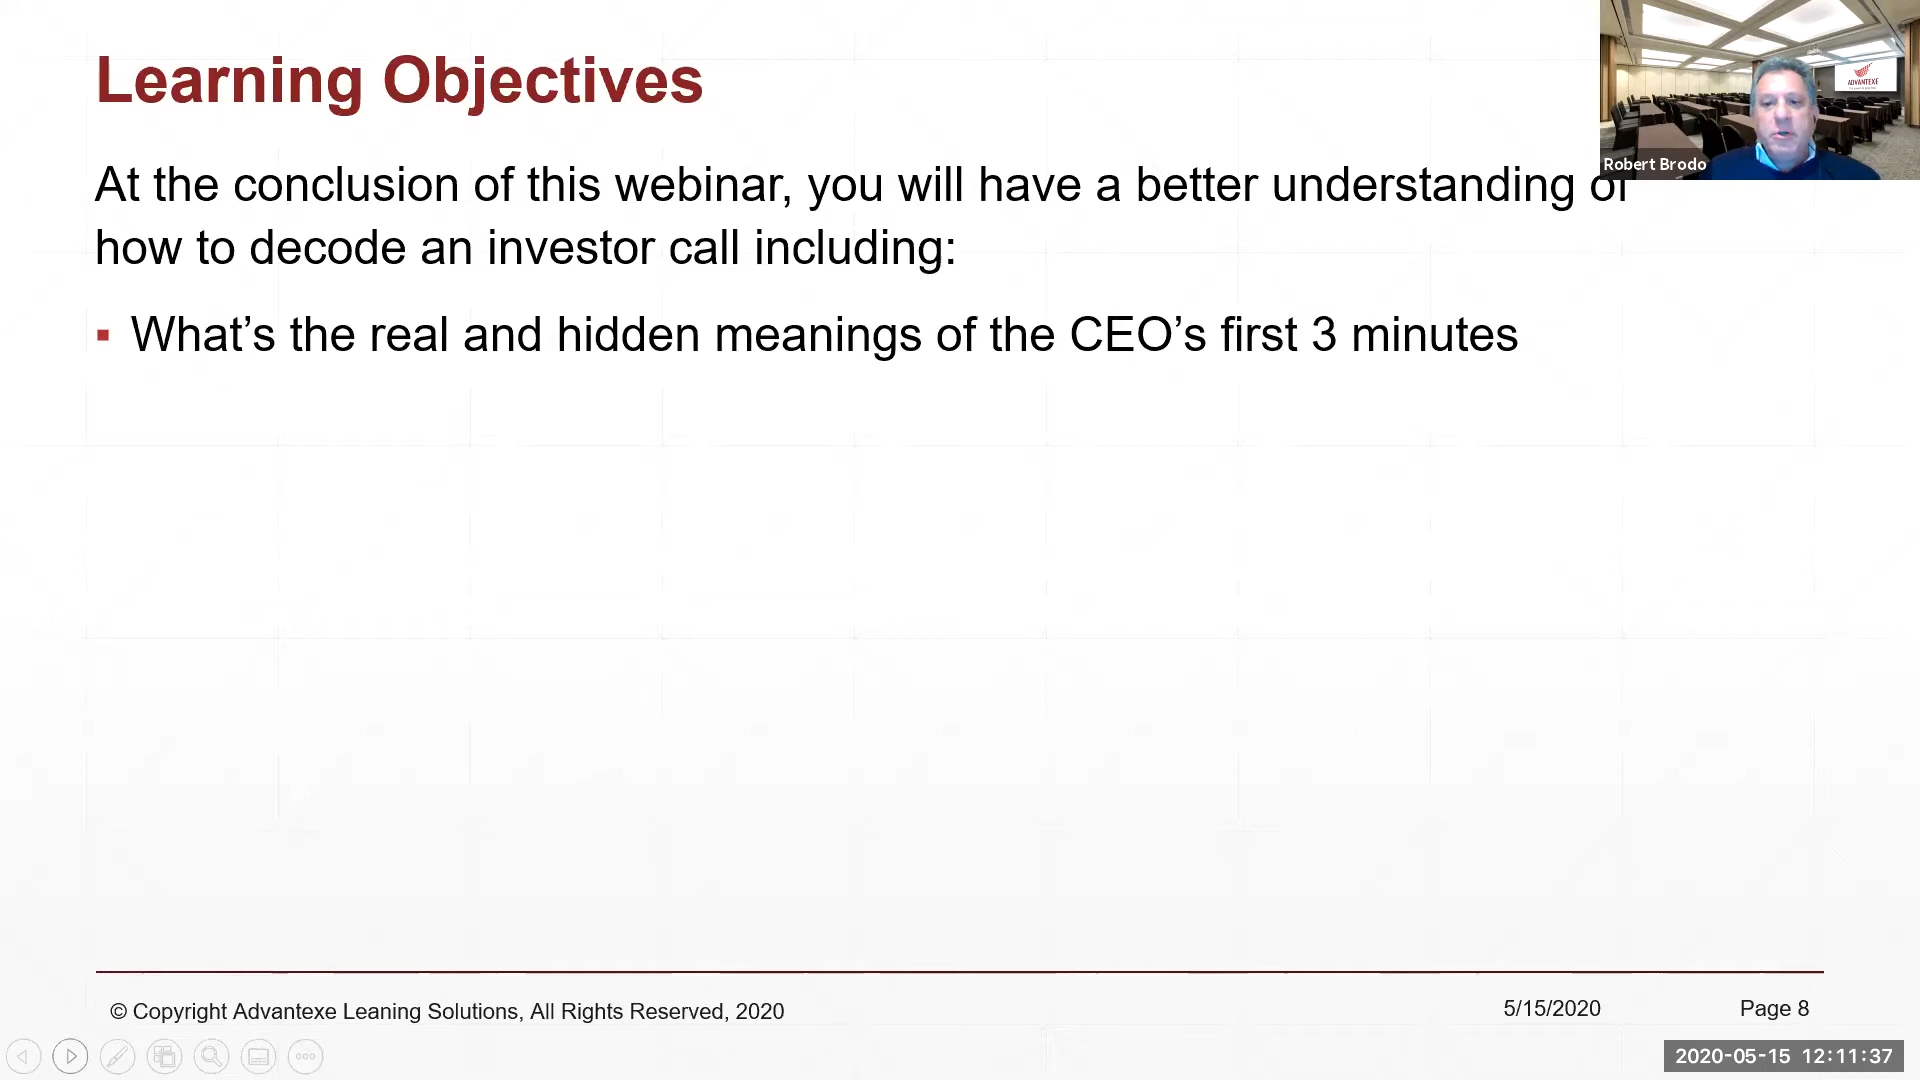 Learning Objectives
ADVANTEXE
Robert Brodo
At the conclusion of this webinar, you will have a better understanding of
how to decode an investor call including:
▪ What’s the real and hidden meanings of the CEO’s first 3 minutes
© Copyright Advantexe Leaning Solutions, All Rights Reserved, 2020
5/15/2020
Page 8
2020-05-15 12:11:37